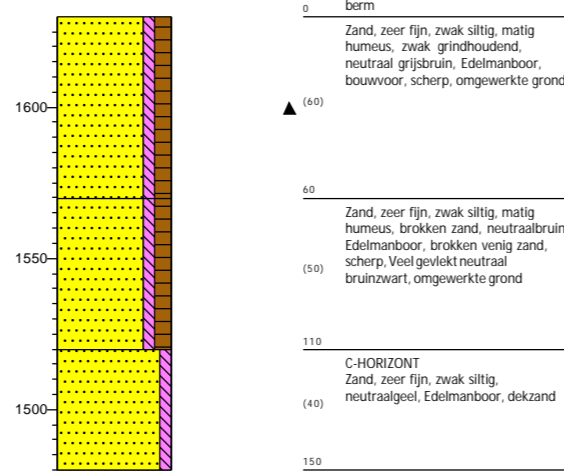 berm
0
Zand, zeer fijn, zwak siltig, matig
humeus, zwak grindhoudend,
neutraal grijsbruin, Edelmanboor,
bouwvoor, scherp, omgewerkte grond
1600
(60)
60
Zand, zeer fijn, zwak siltig, matig
humeus, brokken zand, neutraalbruin
Edelmanboor, brokken venig zand,
1550
(50)
scherp, Veel gevlekt neutraal
bruinzwart, omgewerkte grond
110
C-HORIZONT
Zand, zeer fijn, zwak siltig,
1500
(40)
neutraalgeel, Edelmanboor, dekzand
150